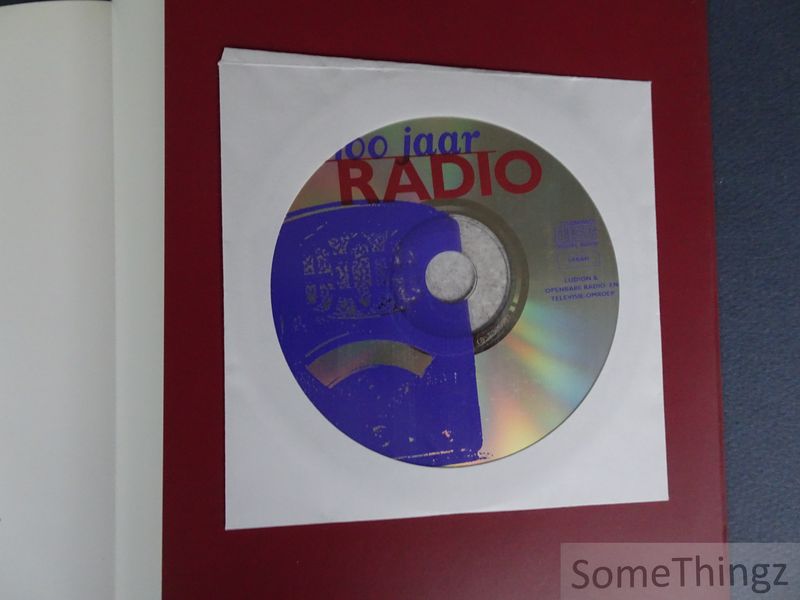 100 jaar
RADIO
LUDION &
OPENBARE RADIO- EN
TELEVISIE-OMROEP
SomeThingz